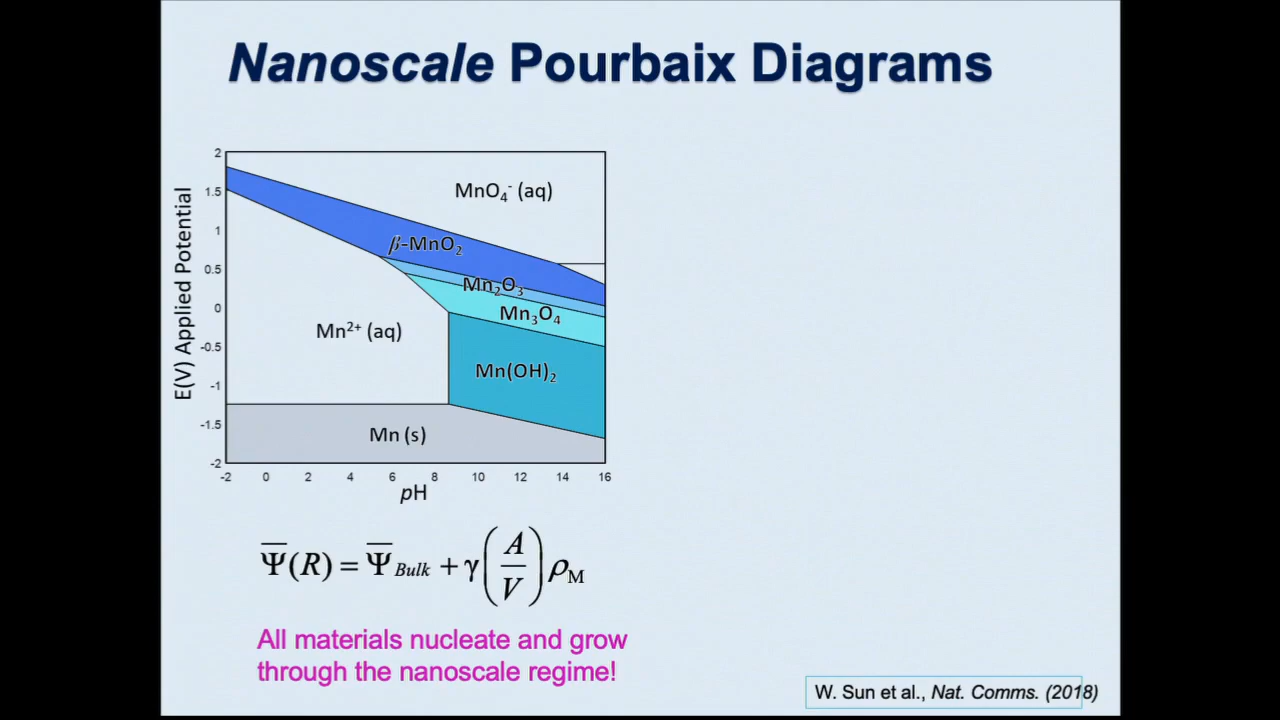 Nanoscale Pourbaix Diagrams
E(V) Applied Potential
2
1.5
1
0.5
0
-0.5
-1
-1.5
-2
MnO₄⁻ (aq)
β-MnO₂
Mn₂O₃
Mn₃O₄
Mn²⁺ (aq)
Mn(OH)₂
Mn (s)
-2 0 2 4 6 8 10 12 14 16
pH
Ψ̅(R) = Ψ̅_Bulk + γ(A/V)ρ_M
All materials nucleate and grow
through the nanoscale regime!
W. Sun et al., Nat. Comms. (2018)